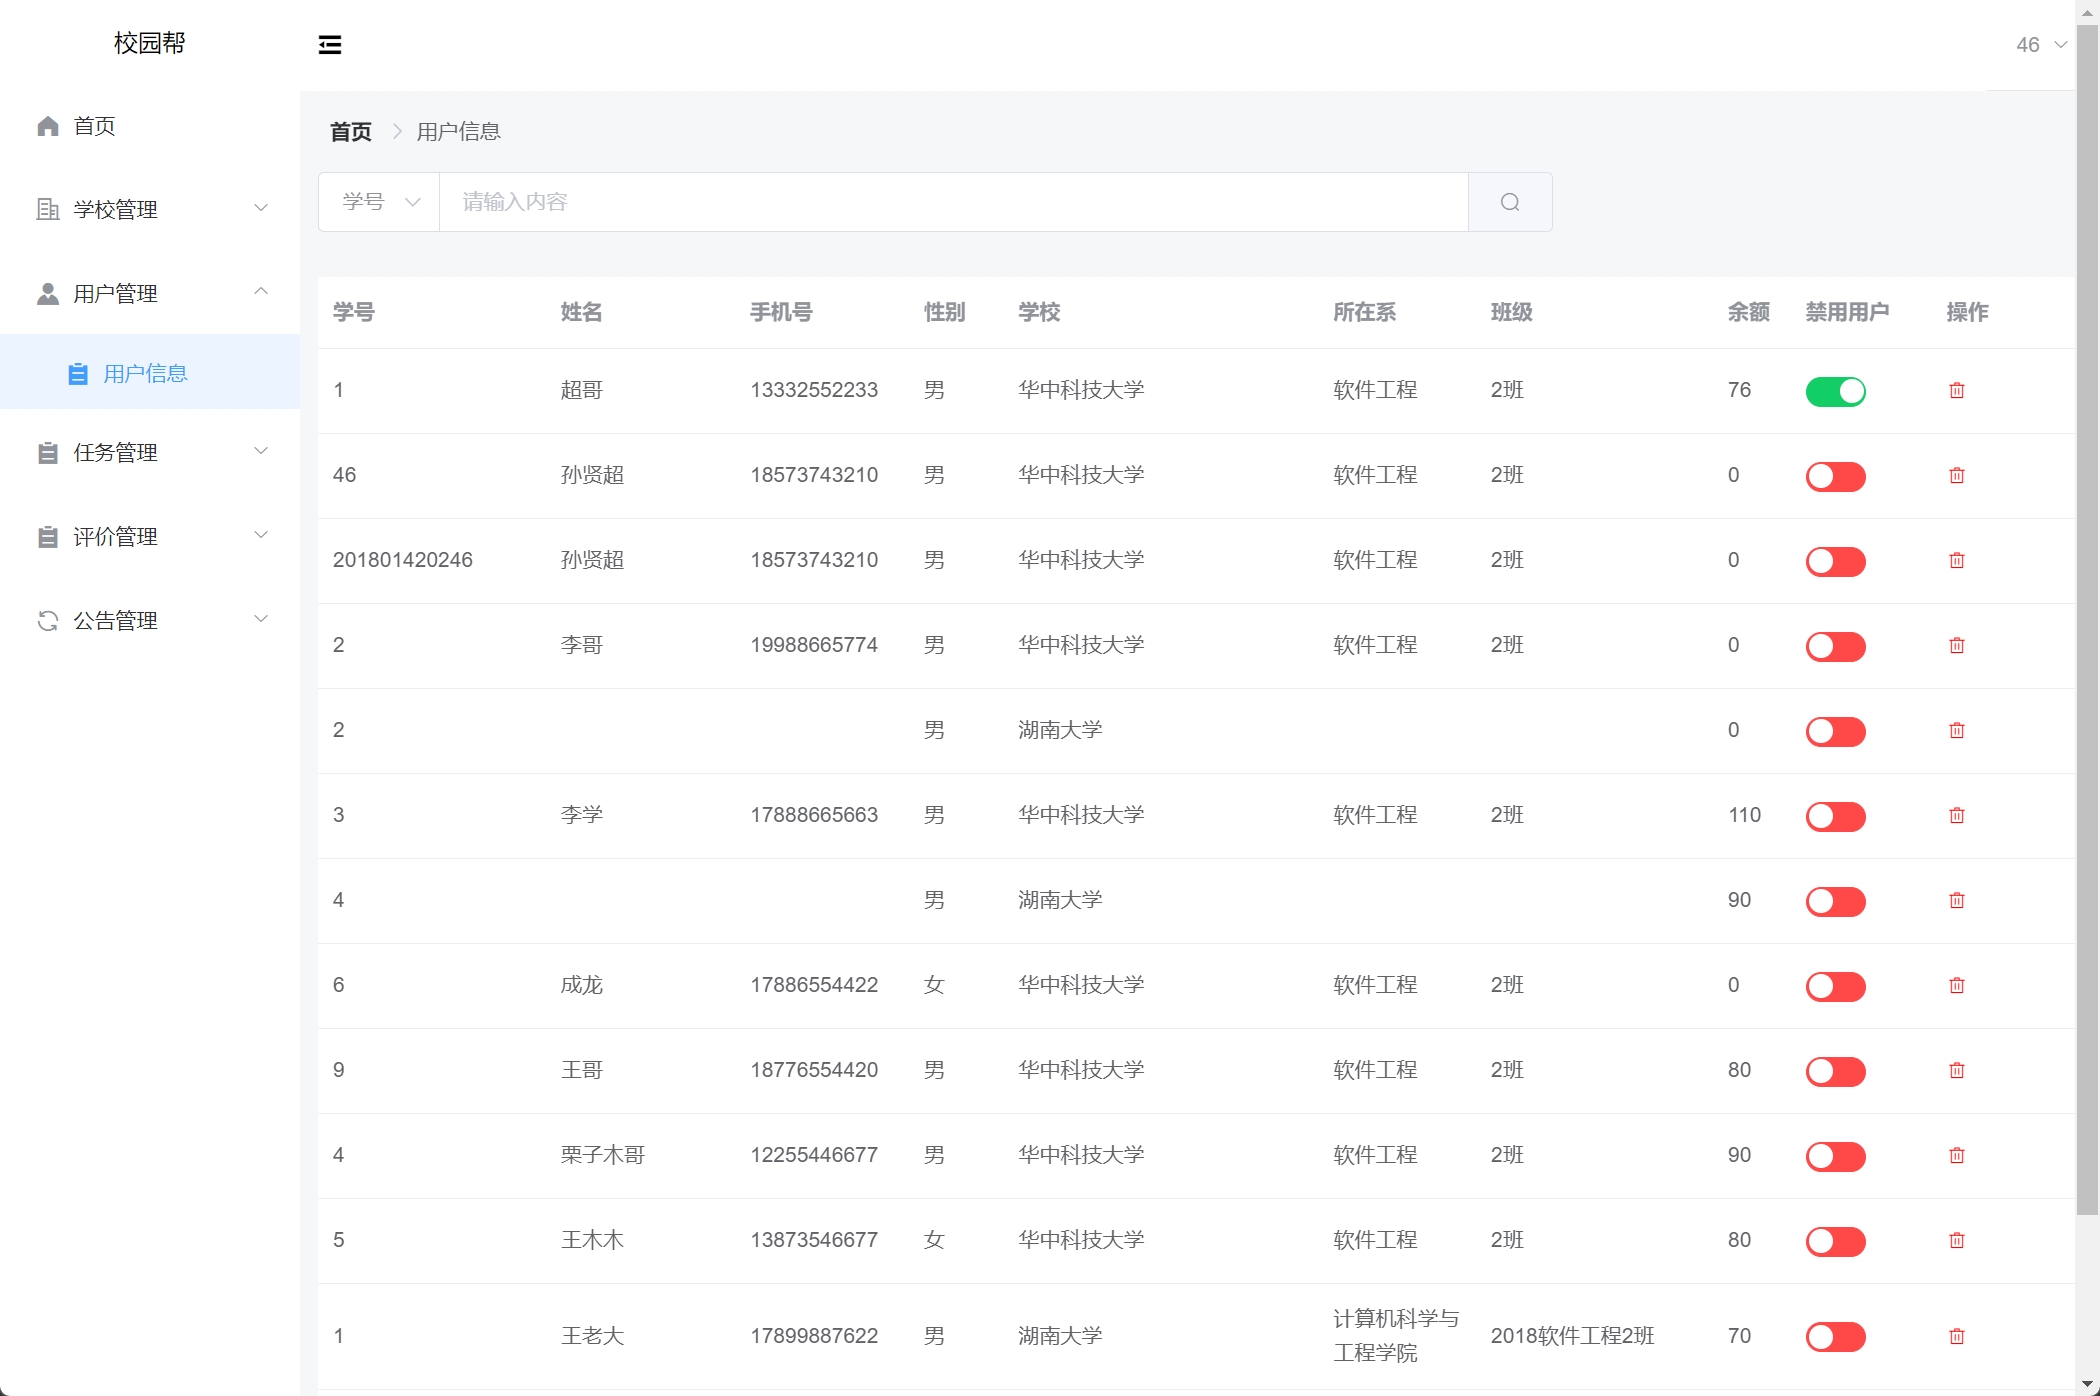 校园帮
46
首页
学校管理
用户管理
用户信息
任务管理
评价管理
公告管理
首页 用户信息
学号 请输入内容
学号 姓名 手机号 性别 学校 所在系 班级 余额 禁用用户 操作
1 超哥 13332552233 男 华中科技大学 软件工程 2班 76
46 孙贤超 18573743210 男 华中科技大学 软件工程 2班 0
201801420246 孙贤超 18573743210 男 华中科技大学 软件工程 2班 0
2 李哥 19988665774 男 华中科技大学 软件工程 2班 0
2 男 湖南大学 0
3 李学 17888665663 男 华中科技大学 软件工程 2班 110
4 男 湖南大学 90
6 成龙 17886554422 女 华中科技大学 软件工程 2班 0
9 王哥 18776554420 男 华中科技大学 软件工程 2班 80
4 栗子木哥 12255446677 男 华中科技大学 软件工程 2班 90
5 王木木 13873546677 女 华中科技大学 软件工程 2班 80
1 王老大 17899887622 男 湖南大学 计算机科学与
工程学院 2018软件工程2班 70